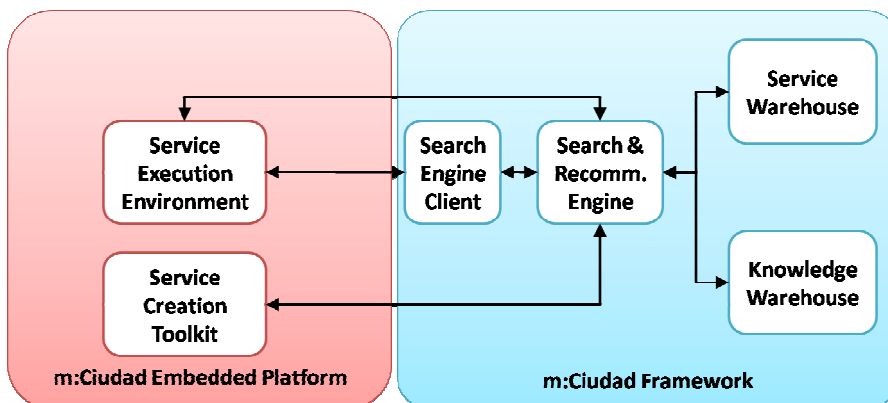 Service
Execution
Environment
Search
Engine
Client
Search &
Recomm.
Engine
Service
Warehouse
Service
Creation
Toolkit
Knowledge
Warehouse
m:Ciudad Embedded Platform
m:Ciudad Framework